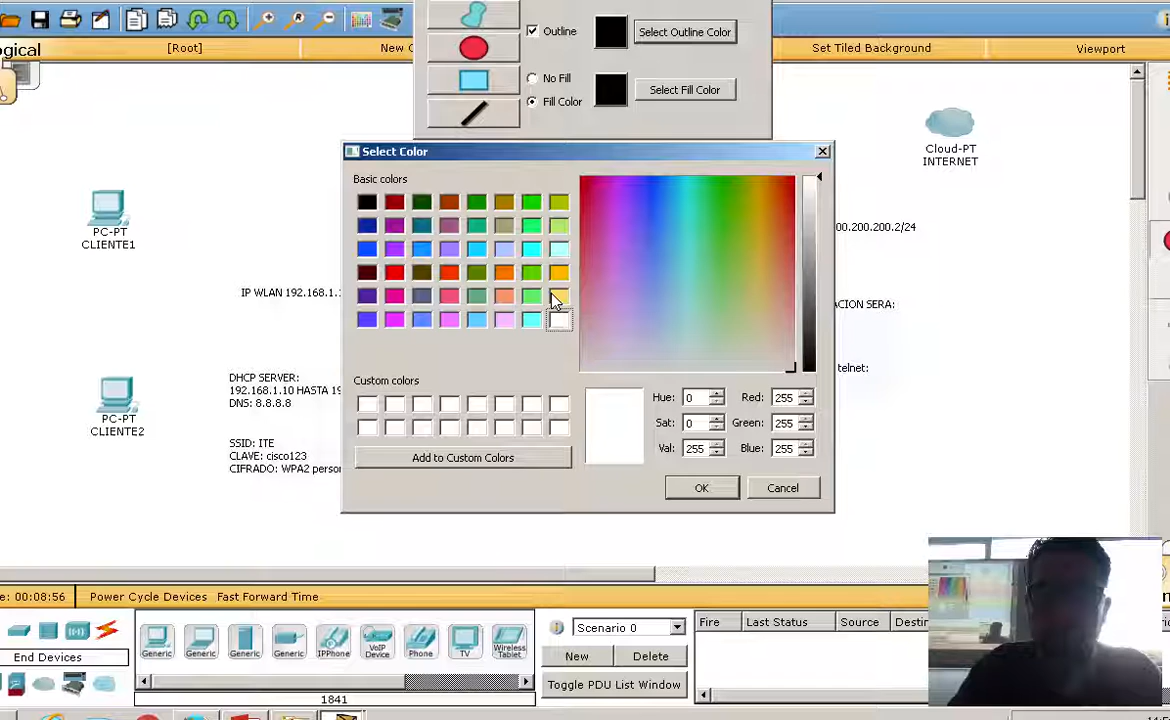 Outline
Select Outline Color
No Fill
Fill Color
Select Fill Color
ogical
[Root]
New C
Set Tiled Background
Viewport
Cloud-PT
INTERNET
PC-PT
CLIENTE1
00.200.200.2/24
IP WLAN 192.168.1.
ACION SERA:
telnet:
DHCP SERVER:
192.168.1.10 HASTA 19
DNS: 8.8.8.8
PC-PT
CLIENTE2
SSID: ITE
CLAVE: cisco123
CIFRADO: WPA2 person
Select Color
Basic colors
Custom colors
Add to Custom Colors
Hue: 0
Red: 255
Sat: 0
Green: 255
Val: 255
Blue: 255
OK
Cancel
e: 00:08:56
Power Cycle Devices
Fast Forward Time
End Devices
Generic
Generic
Generic
Generic
IPPhone
VoIP
Device
Phone
TV
Wireless
Tablet
1841
Scenario 0
New
Delete
Toggle PDU List Window
Fire
Last Status
Source
Destin